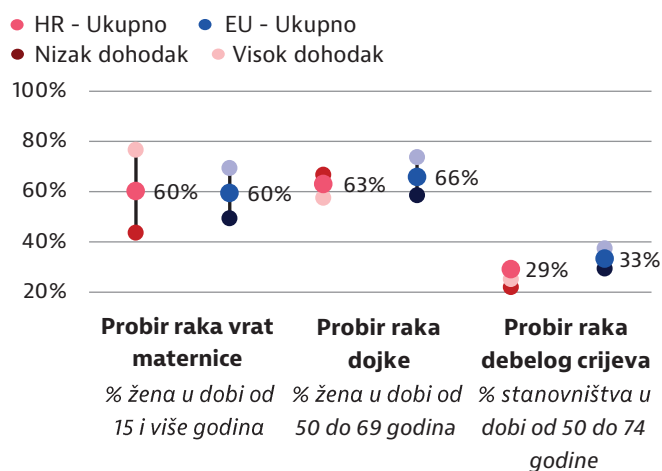 HR - Ukupno EU - Ukupno
Nizak dohodak Visok dohodak
100%
80%
60%
40%
20%
60%
60%
63%
66%
29%
33%
Probir raka vrat
maternice
% žena u dobi od
15 i više godina
Probir raka
dojke
% žena u dobi od
50 do 69 godina
Probir raka
debelog crijeva
% stanovništva u
dobi od 50 do 74
godine